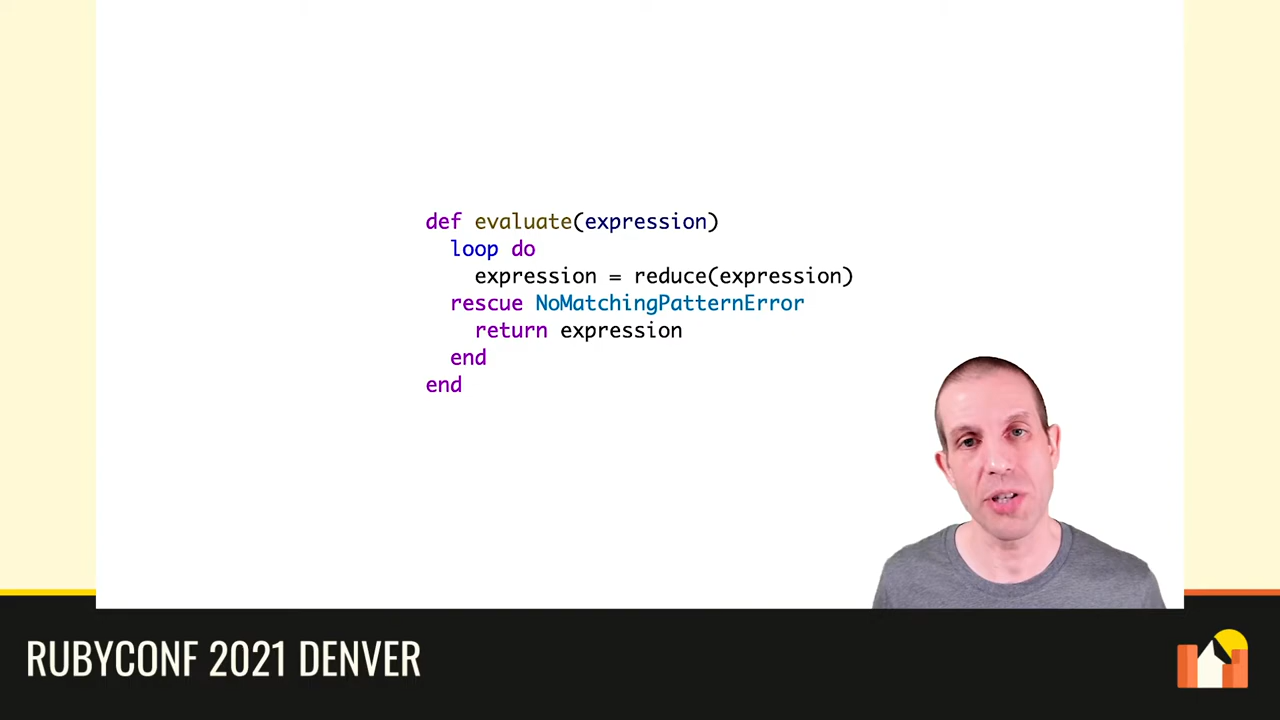 def evaluate(expression)
loop do
expression = reduce(expression)
rescue NoMatchingPatternError
return expression
end
end
RUBYCONF 2021 DENVER